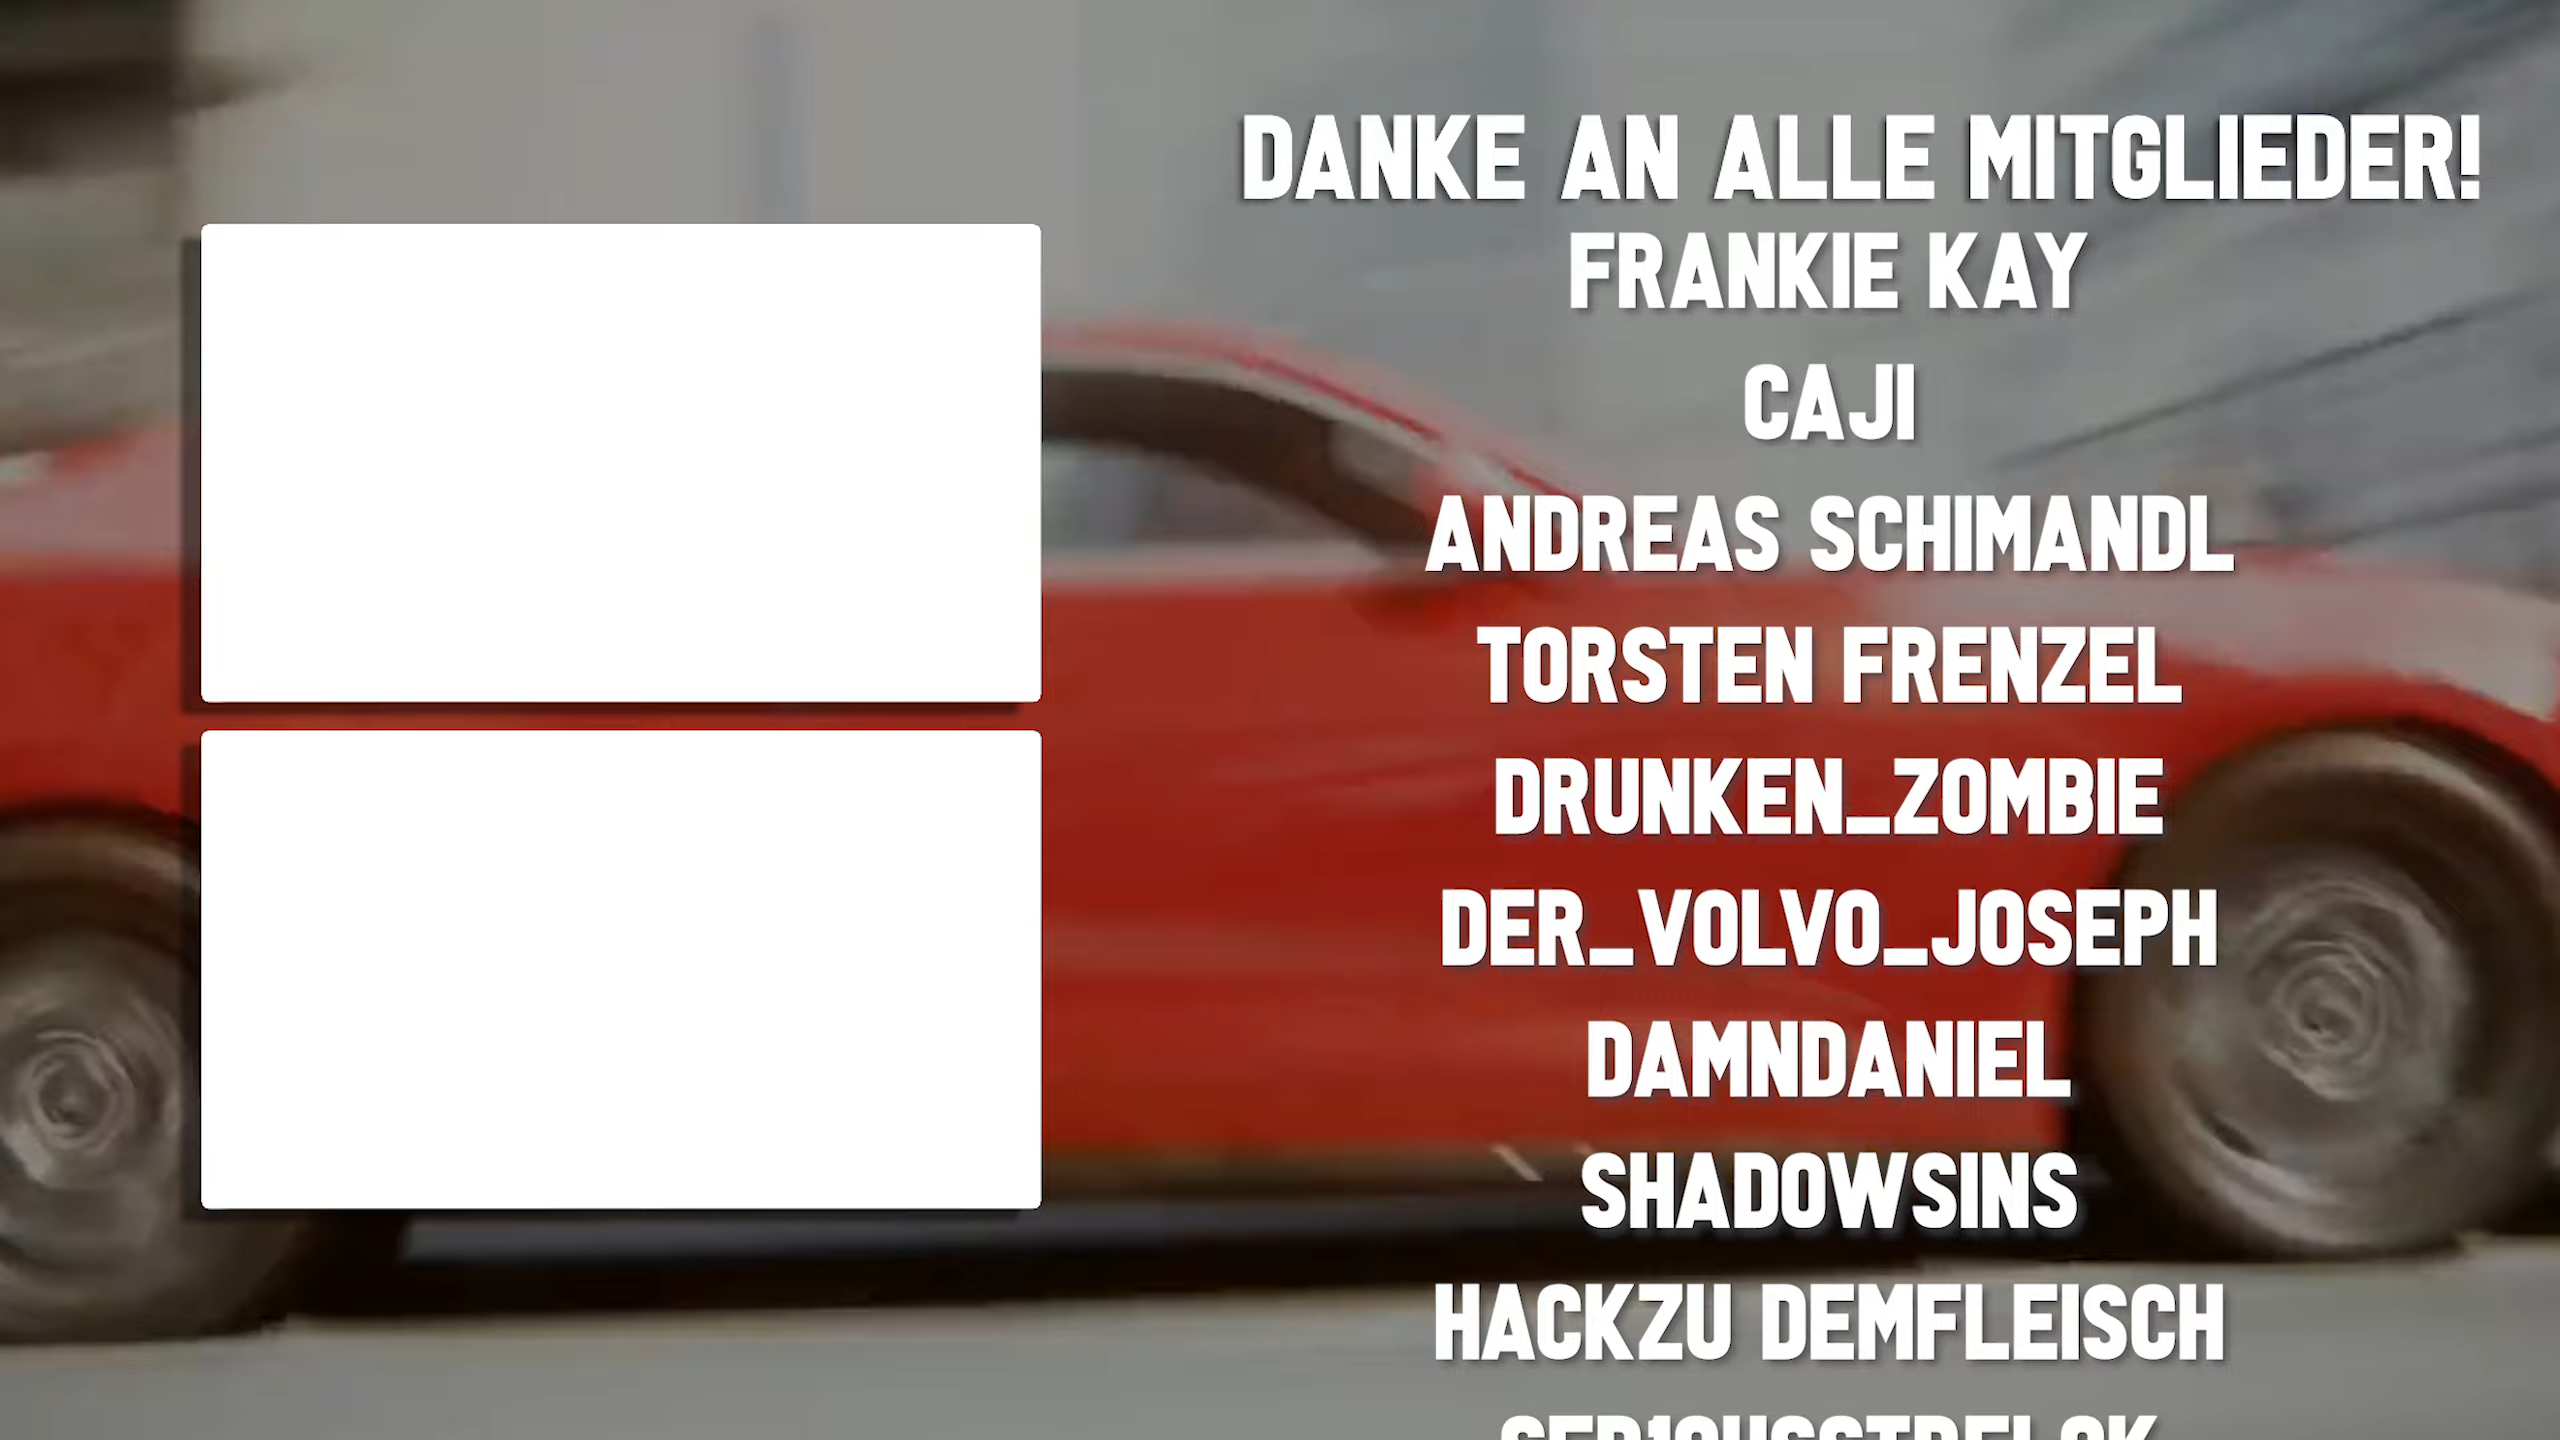 DANKE AN ALLE MITGLIEDER!
FRANKIE KAY
CAJI
ANDREAS SCHIMANDL
TORSTEN FRENZEL
DRUNKEN_ZOMBIE
DER_VOLVO_JOSEPH
DAMNDANIEL
SHADOWSINS
HACKZU DEMFLEISCH